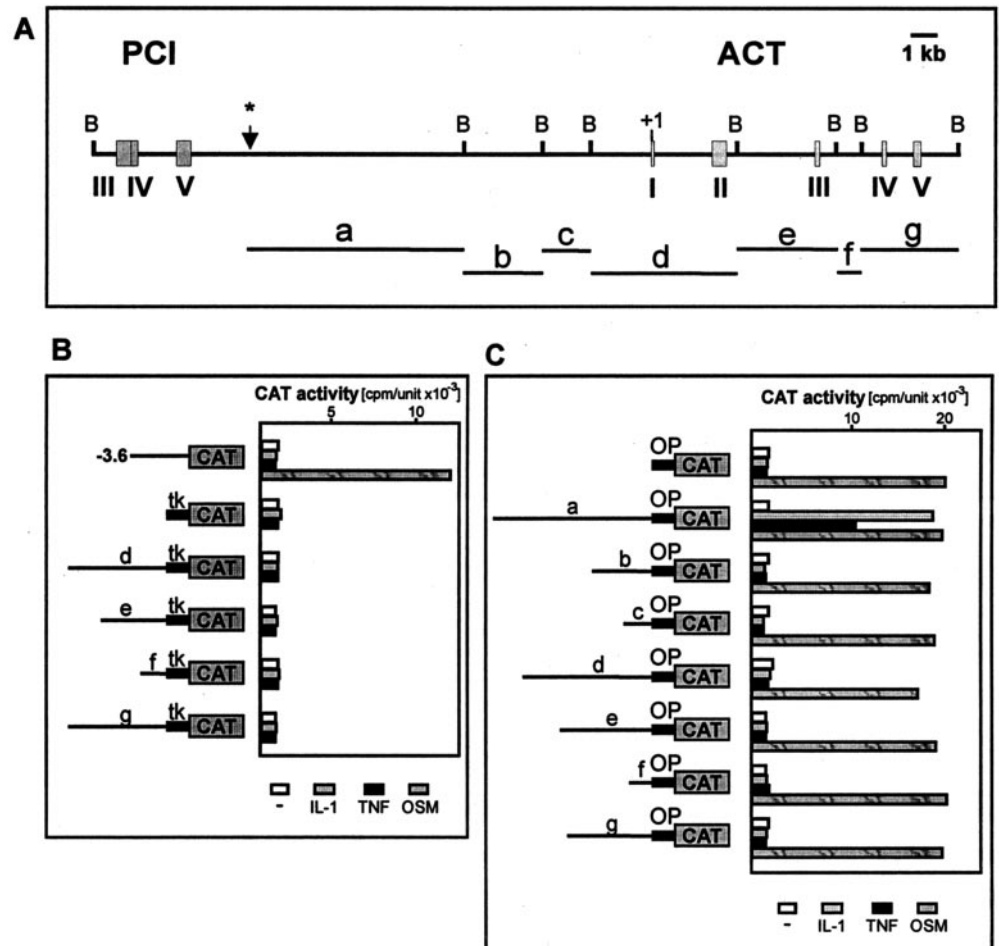 A
PCI ACT 1 kb
*
B B B B +1 B B B B
III IV V I II III IV V
a b c d e f g
B
CAT activity [cpm/unit x10-3]
5 10
-3.6 CAT
tk CAT
d tk CAT
e tk CAT
f tk CAT
g tk CAT
- IL-1 TNF OSM
C
CAT activity [cpm/unit x10-3]
10 20
OP CAT
a OP CAT
b OP CAT
c OP CAT
d OP CAT
e OP CAT
f OP CAT
g OP CAT
- IL-1 TNF OSM